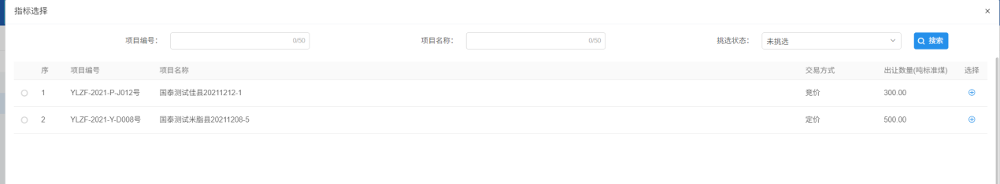 指标选择
项目编号： 0/50 项目名称： 0/50 挑选状态： 未挑选 搜索
序 项目编号 项目名称 交易方式 出让数量(吨标准煤) 选择
1 YLZF-2021-P-J012号 国泰测试佳县20211212-1 竞价 300.00
2 YLZF-2021-Y-D008号 国泰测试米脂县20211208-5 定价 500.00